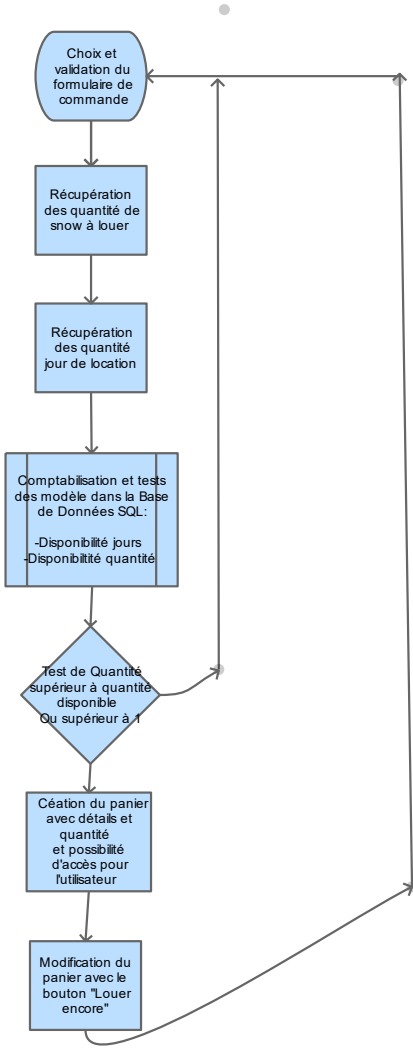 Choix et
validation du
formulaire de
commande
Récupération
des quantité de
snow à louer
Récupération
des quantité
jour de location
Comptabilisation et tests
des modèle dans la Base
de Données SQL:
-Disponibilité jours
-Disponibiltité quantité
Test de Quantité
supérieur à quantité
disponible
Ou supérieur à 1
Céation du panier
avec détails et
quantité
et possibilité
d'accès pour
l'utilisateur
Modification du
panier avec le
bouton "Louer
encore"